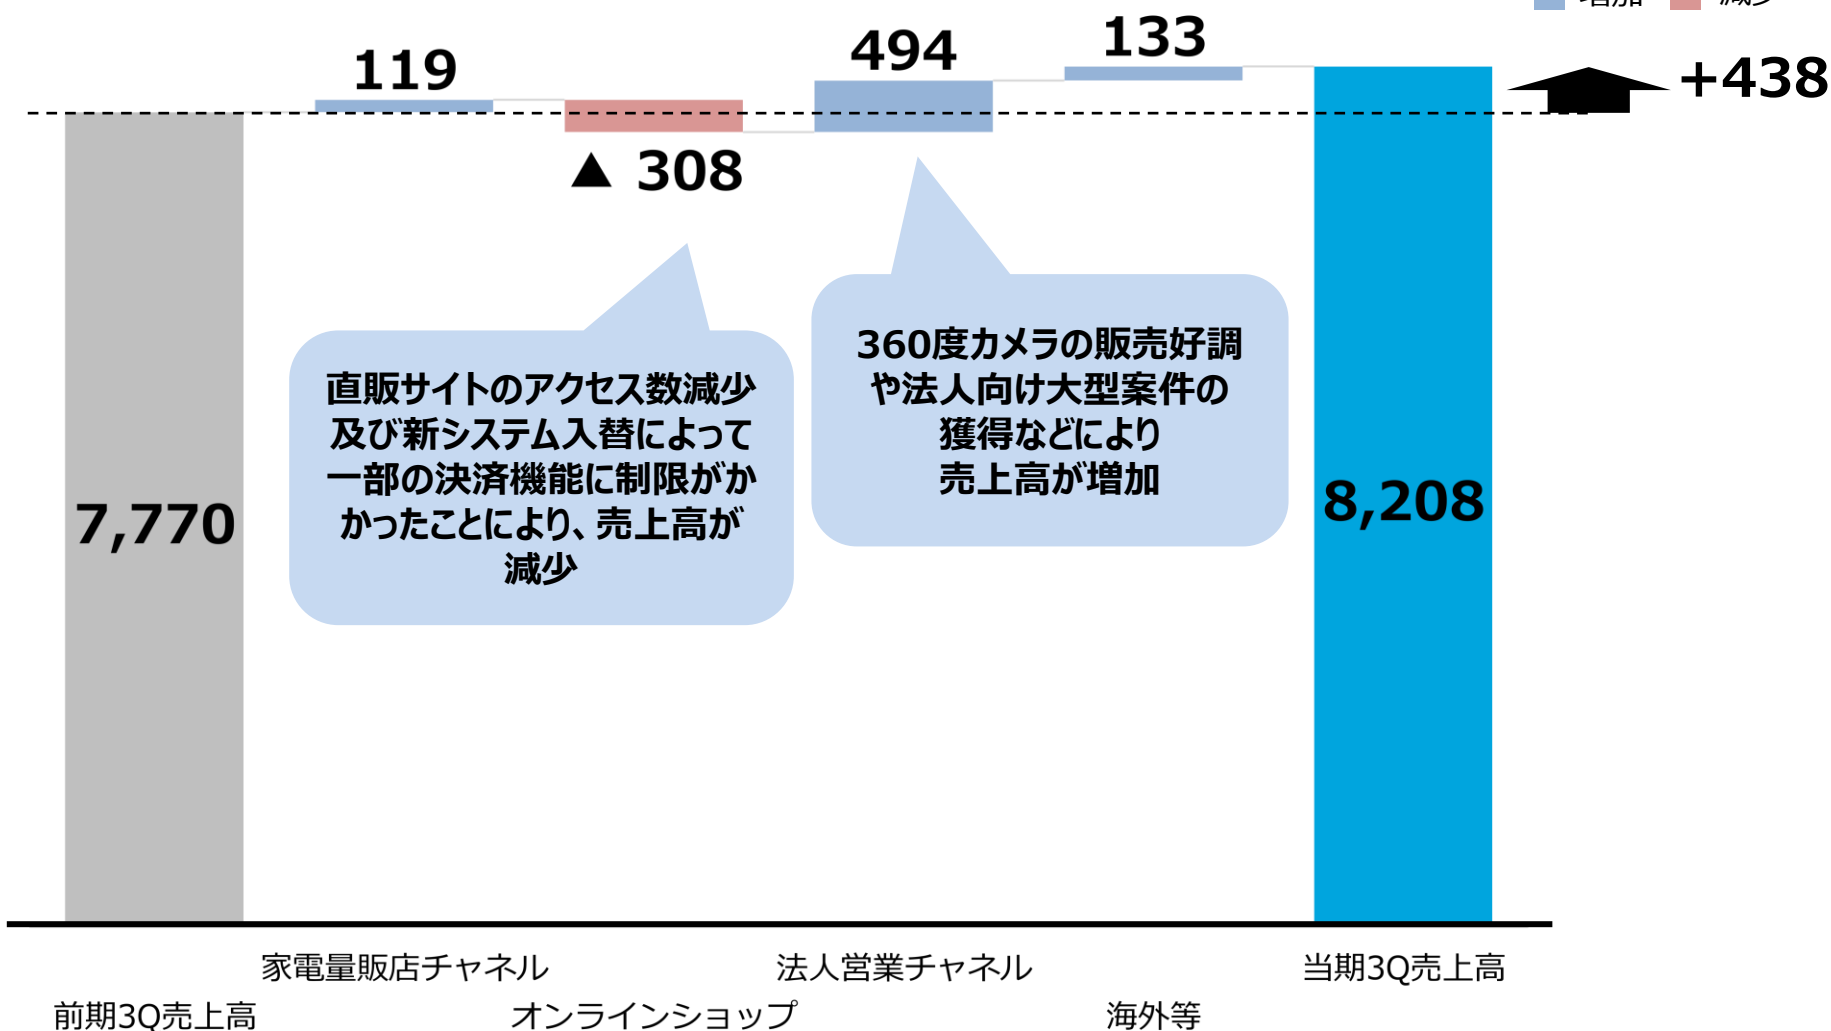 増加 減少
119
494
133
+438
▲ 308
直販サイトのアクセス数減少
及び新システム入替によって
一部の決済機能に制限がか
かったことにより、売上高が
減少
360度カメラの販売好調
や法人向け大型案件の
獲得などにより
売上高が増加
7,770
8,208
前期3Q売上高
家電量販店チャネル
オンラインショップ
法人営業チャネル
海外等
当期3Q売上高